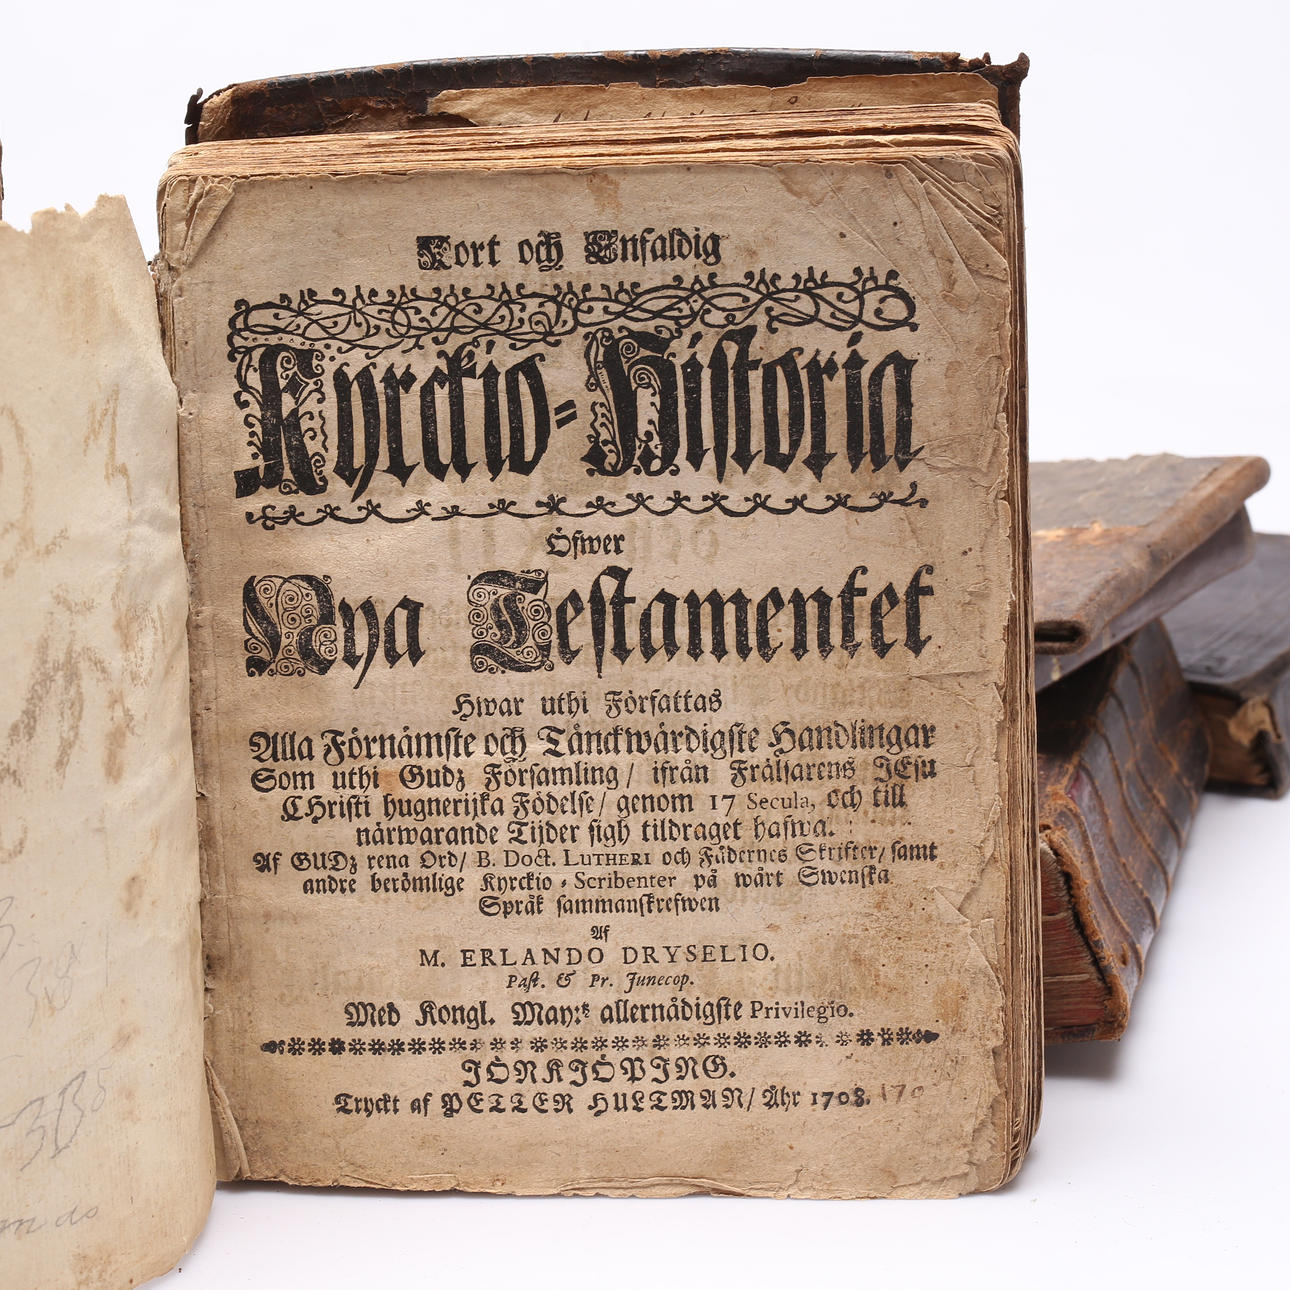 Kort och Enfaldig
Kyrckio-Historia
Öfwer
Nya Testamentet
Hwar uthi Författas
Alla Förnämste och Tänckwärdigste Handlingar
Som uthi Gudz Församling/ ifrån Frälsarens JEsu
CHristi hugnerijka Födelse/ genom 17 Secula, och till
närwarande Tijder sigh tildraget hafwa.
Af GUDz rena Ord/ B. Doct. LUTHERI och Fädernes Skrifter/ samt
andre berömlige Kyrckio-Scribenter på wårt Swenska
Språk sammanskrefwen
Af
M. ERLANDO DRYSELIO.
Past. & Pr. Junecop.
Med Kongl. May:tz allernådigste Privilegio.
JÖNKJÖPING.
Tryckt af PETTER HULTMAN/ Åhr 1708.